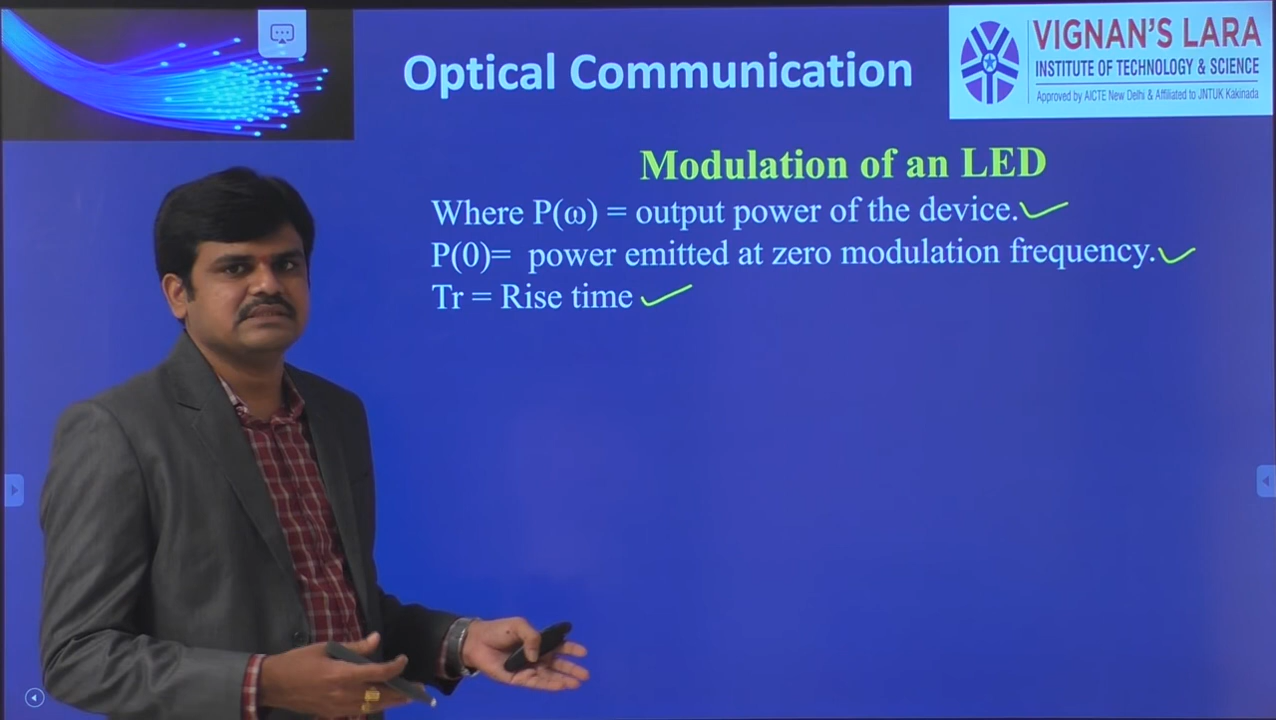 Optical Communication
VIGNAN'S LARA
INSTITUTE OF TECHNOLOGY & SCIENCE
Approved by AICTE New Delhi & Affiliated to JNTUK Kakinada
Modulation of an LED
Where P(ω) = output power of the device.
P(0)= power emitted at zero modulation frequency.
Tr = Rise time